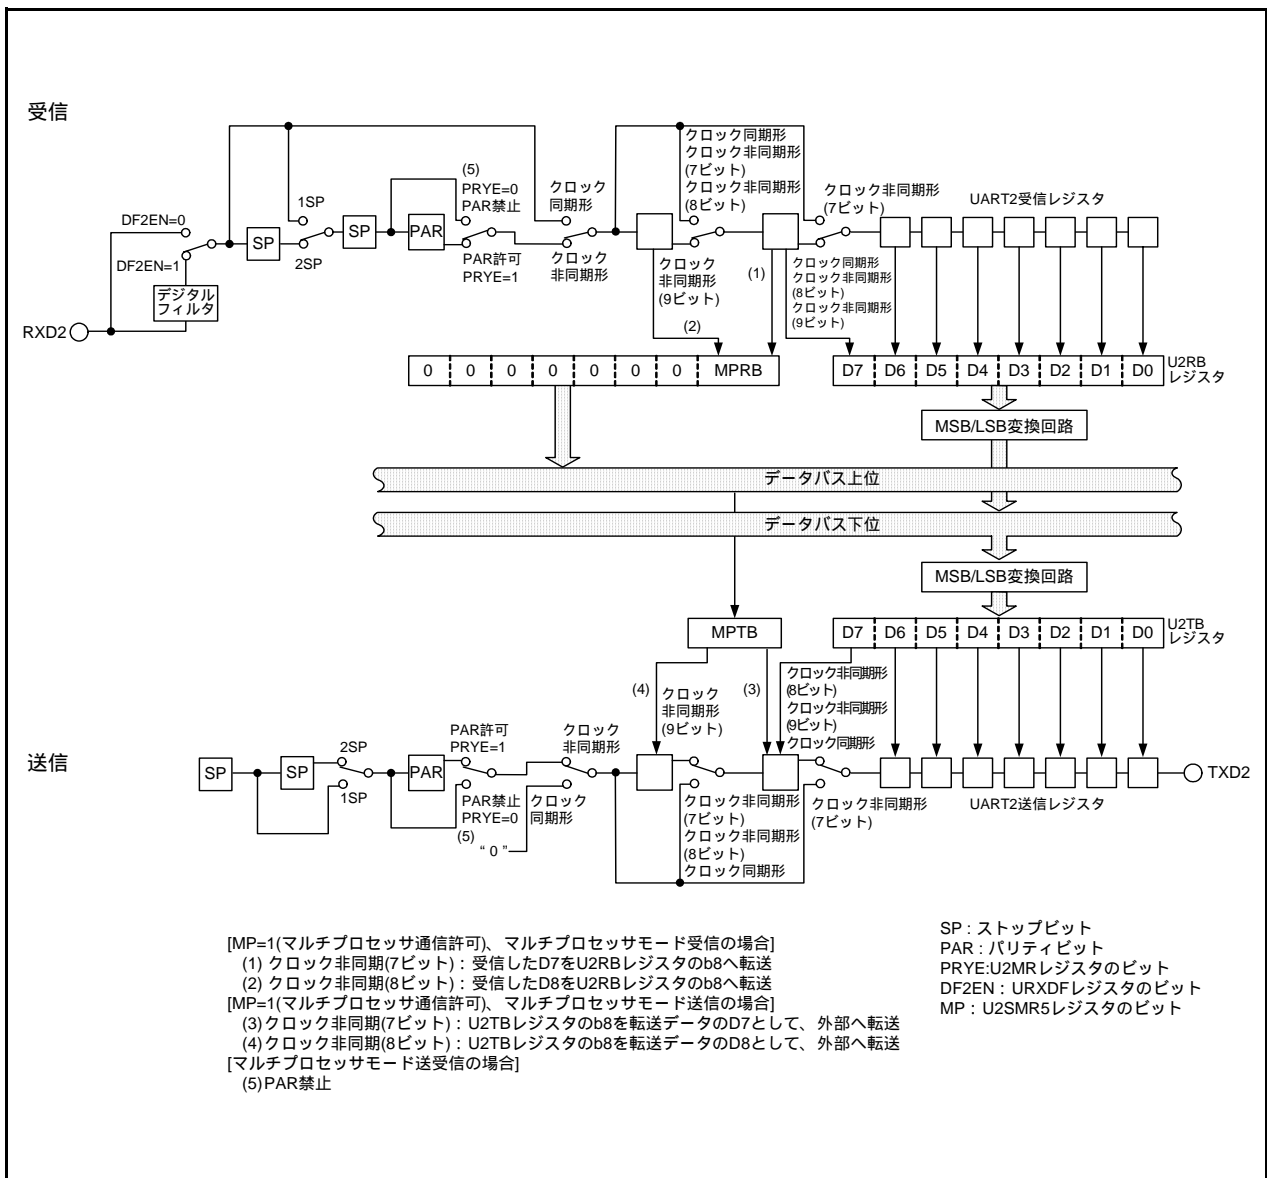 受信
DF2EN=0
DF2EN=1
デジタル
フィルタ
RXD2
SP
1SP
2SP
SP
PAR
(5)
PRYE=0
PAR禁止
PAR許可
PRYE=1
クロック
同期形
クロック
非同期形
クロック同期形
クロック非同期形
(7ビット)
クロック非同期形
(8ビット)
クロック
非同期形
(9ビット)
(2)
(1)
クロック非同期形
(7ビット)
クロック同期形
クロック非同期形
(8ビット)
クロック非同期形
(9ビット)
UART2受信レジスタ
0 0 0 0 0 0 0 MPRB
D7 D6 D5 D4 D3 D2 D1 D0
U2RB
レジスタ
MSB/LSB変換回路
データバス上位
データバス下位
MSB/LSB変換回路
MPTB
D7 D6 D5 D4 D3 D2 D1 D0
U2TB
レジスタ
送信
SP
SP
2SP
1SP
PAR
PAR許可
PRYE=1
PAR禁止
PRYE=0
(5)
クロック
非同期形
クロック
同期形
“ 0 ”
(4)
クロック
非同期形
(9ビット)
(3)
クロック非同期形
(8ビット)
クロック非同期形
(9ビット)
クロック同期形
クロック非同期形
(7ビット)
クロック非同期形
(8ビット)
クロック同期形
クロック非同期形
(7ビット)
UART2送信レジスタ
TXD2
[MP=1(マルチプロセッサ通信許可)、マルチプロセッサモード受信の場合]
(1) クロック非同期(7ビット) : 受信したD7をU2RBレジスタのb8へ転送
(2) クロック非同期(8ビット) : 受信したD8をU2RBレジスタのb8へ転送
[MP=1(マルチプロセッサ通信許可)、マルチプロセッサモード送信の場合]
(3)クロック非同期(7ビット) : U2TBレジスタのb8を転送データのD7として、外部へ転送
(4)クロック非同期(8ビット) : U2TBレジスタのb8を転送データのD8として、外部へ転送
[マルチプロセッサモード送受信の場合]
(5)PAR禁止
SP : ストップビット
PAR : パリティビット
PRYE:U2MRレジスタのビット
DF2EN : URXDFレジスタのビット
MP : U2SMR5レジスタのビット